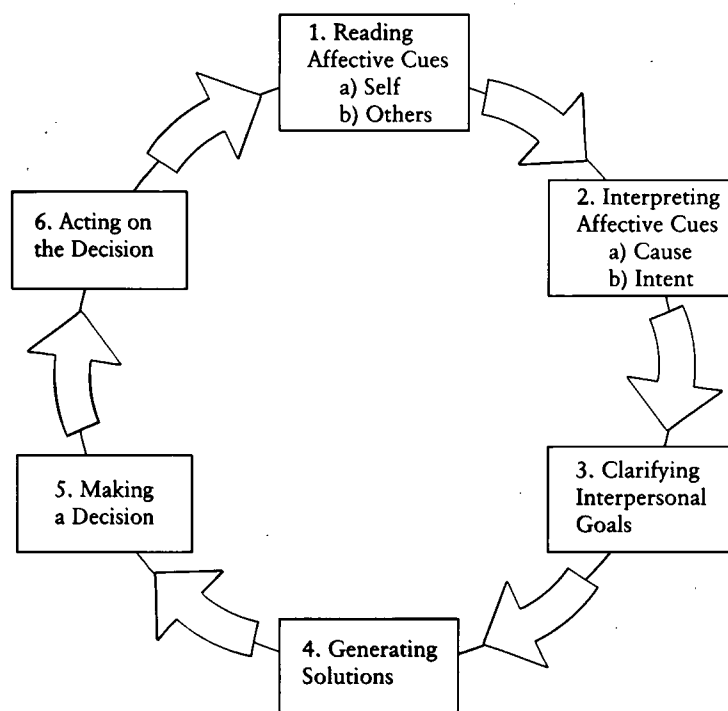 1. Reading
Affective Cues
a) Self
b) Others
2. Interpreting
Affective Cues
a) Cause
b) Intent
3. Clarifying
Interpersonal
Goals
4. Generating
Solutions
5. Making
a Decision
6. Acting on
the Decision